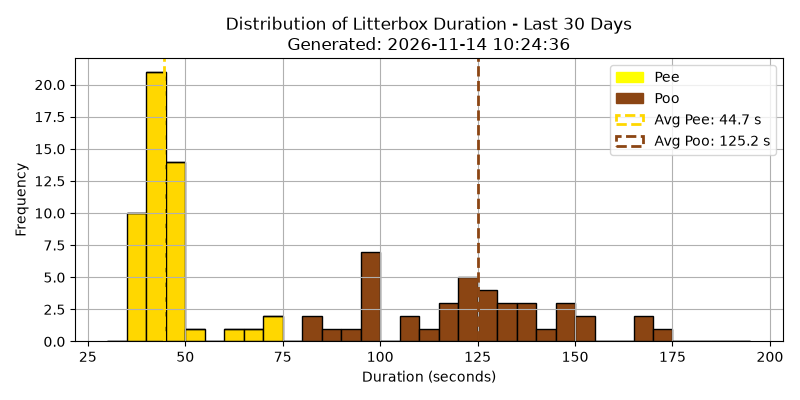 Distribution of Litterbox Duration - Last 30 Days
Generated: 2026-11-14 10:24:36
Pee
Poo
Avg Pee: 44.7 s
Avg Poo: 125.2 s
Frequency
20.0
17.5
15.0
12.5
10.0
7.5
5.0
2.5
0.0
25 50 75 100 125 150 175 200
Duration (seconds)